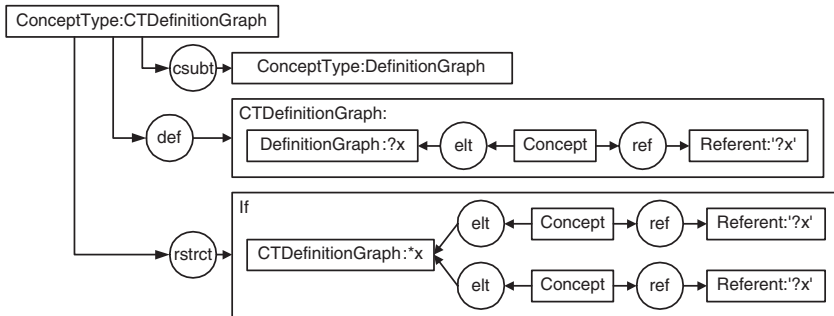 ConceptType:CTDefinitionGraph
csubt
ConceptType:DefinitionGraph
CTDefinitionGraph:
def
DefinitionGraph:?x
elt
Concept
ref
Referent:'?x'
If
elt
Concept
ref
Referent:'?x'
rstrct
CTDefinitionGraph:*x
elt
Concept
ref
Referent:'?x'